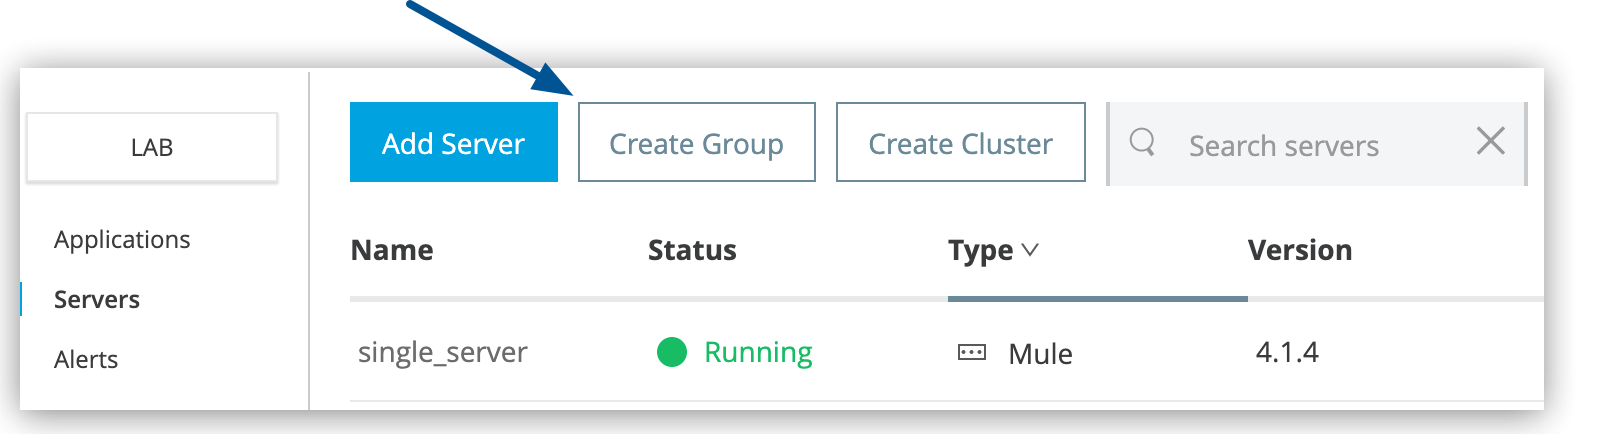 LAB
Applications
Servers
Alerts
Add Server
Create Group
Create Cluster
Search servers
Name Status Type Version
single_server Running Mule 4.1.4